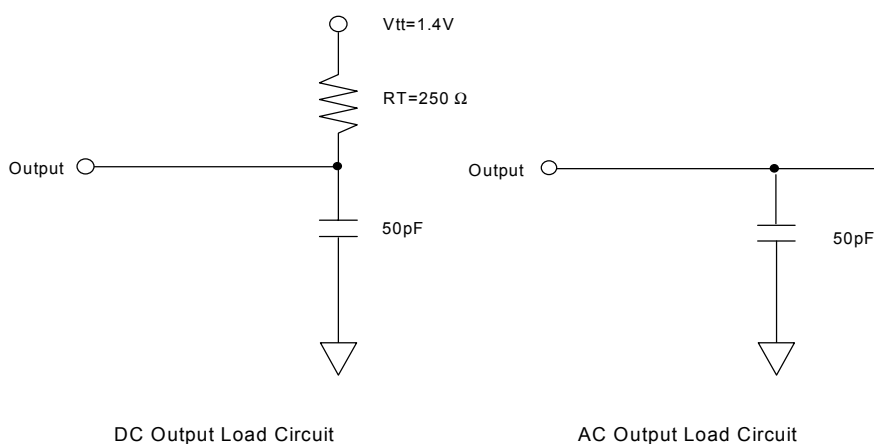 Vtt=1.4V
RT=250 Ω
Output
50pF
Output
50pF
DC Output Load Circuit
AC Output Load Circuit